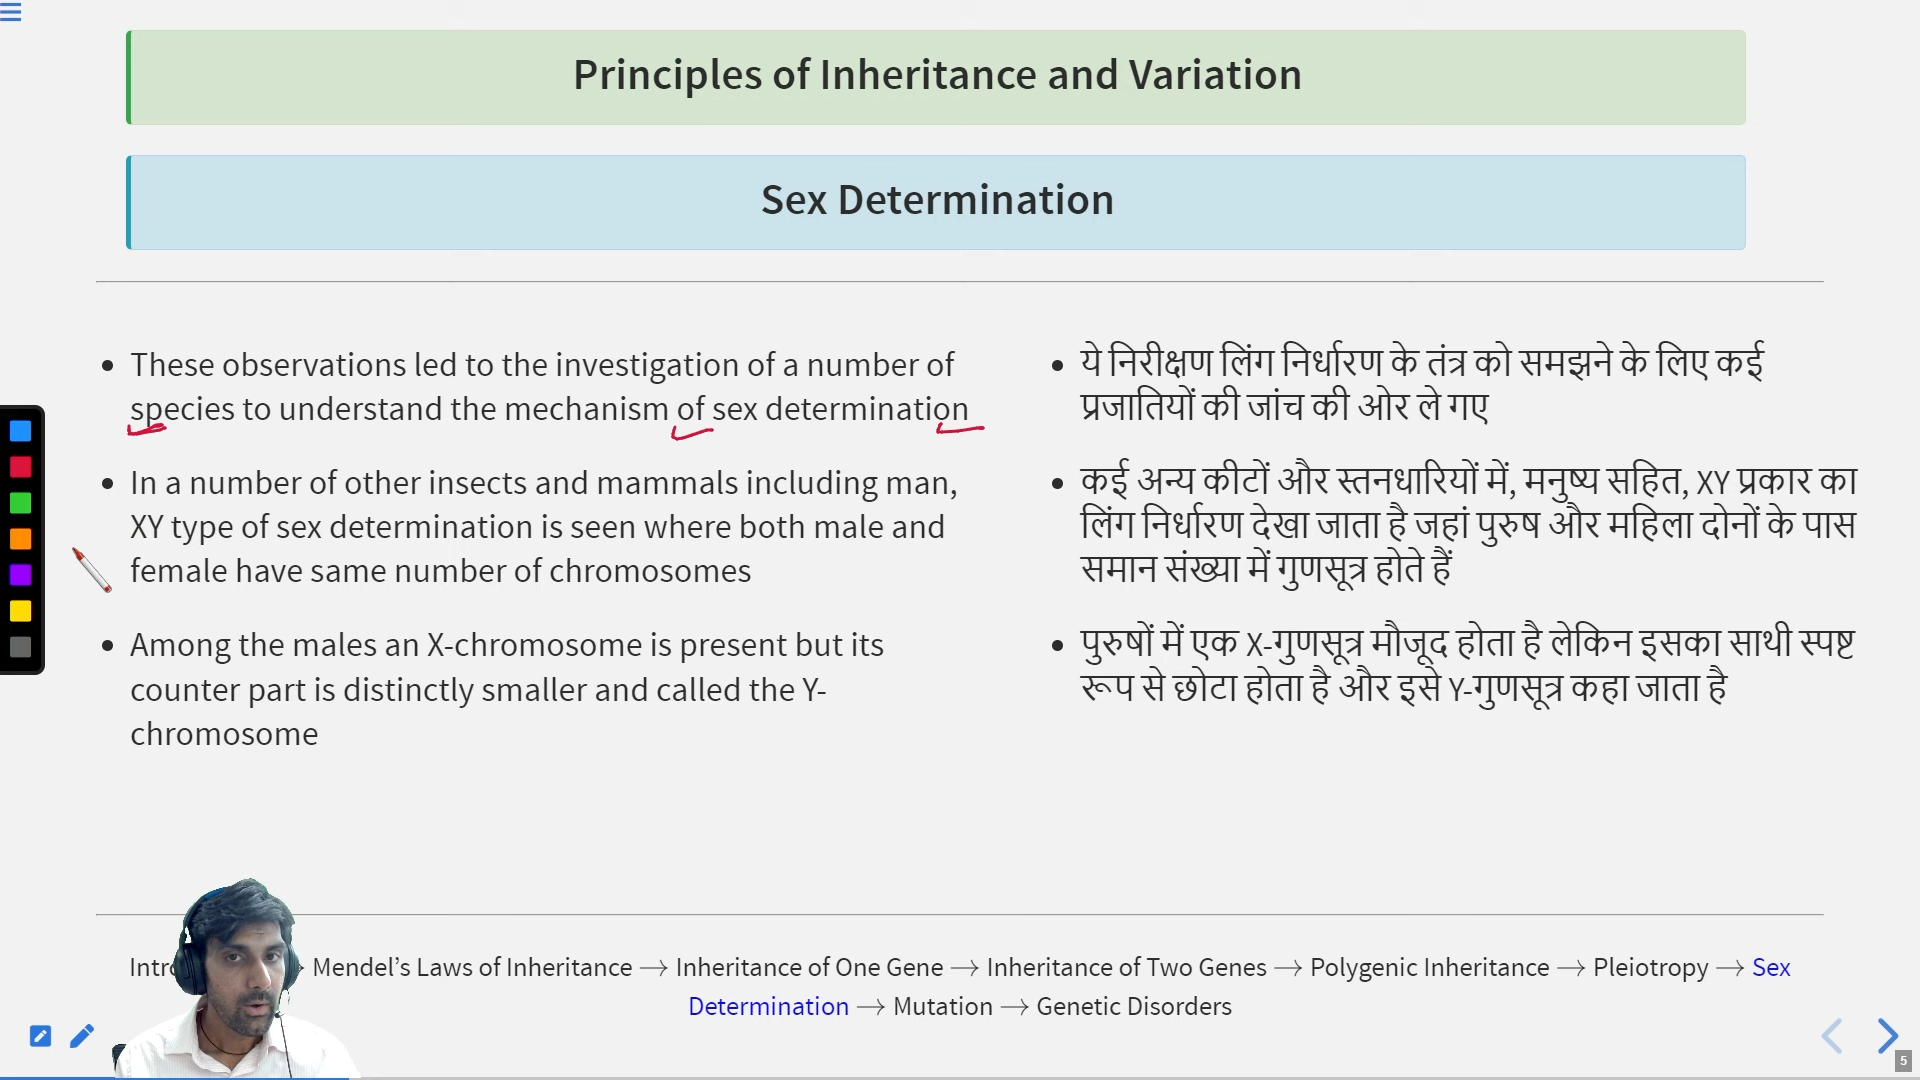 Principles of Inheritance and Variation
Sex Determination
These observations led to the investigation of a number of
species to understand the mechanism of sex determination
In a number of other insects and mammals including man,
XY type of sex determination is seen where both male and
female have same number of chromosomes
Among the males an X-chromosome is present but its
counter part is distinctly smaller and called the Y-
chromosome
ये निरीक्षण लिंग निर्धारण के तंत्र को समझने के लिए कई
प्रजातियों की जांच की ओर ले गए
कई अन्य कीटों और स्तनधारियों में, मनुष्य सहित, XY प्रकार का
लिंग निर्धारण देखा जाता है जहां पुरुष और महिला दोनों के पास
समान संख्या में गुणसूत्र होते हैं
पुरुषों में एक X-गुणसूत्र मौजूद होता है लेकिन इसका साथी स्पष्ट
रूप से छोटा होता है और इसे Y-गुणसूत्र कहा जाता है
→ Mendel’s Laws of Inheritance → Inheritance of One Gene → Inheritance of Two Genes → Polygenic Inheritance → Pleiotropy → Sex
Determination → Mutation → Genetic Disorders
5